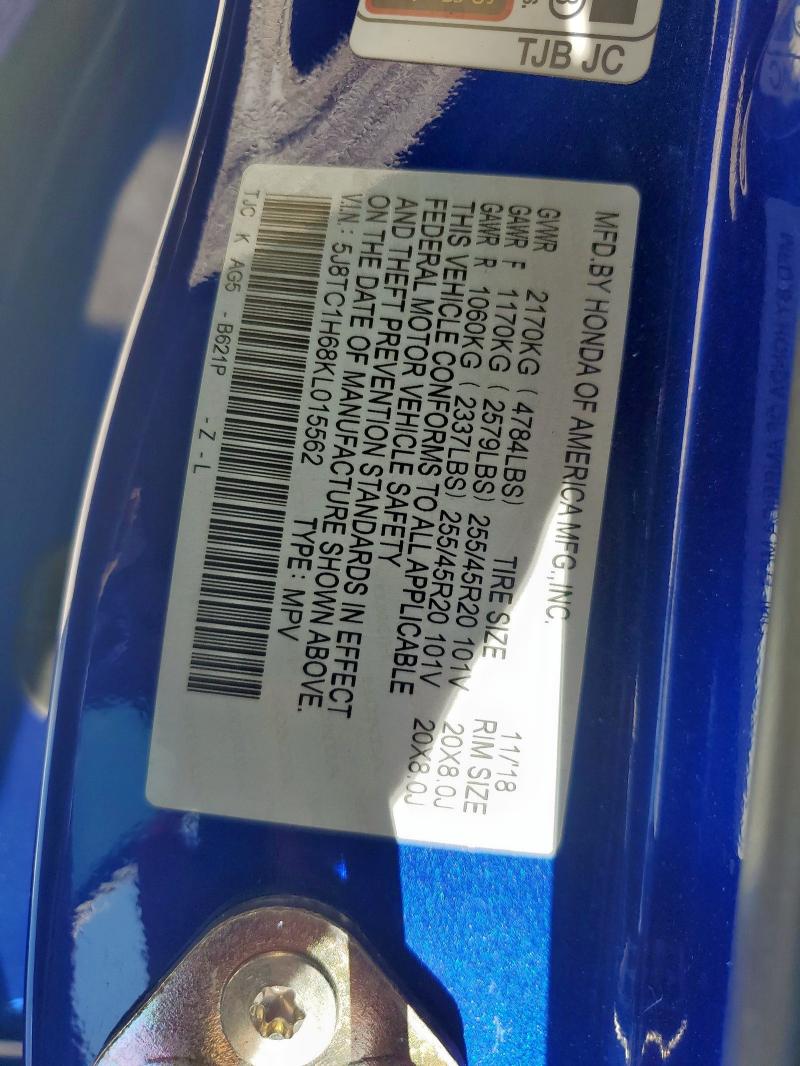 TJB JC
MFD.BY HONDA OF AMERICA MFG.,INC. 11/'18
GVWR 2170KG ( 4784LBS) TIRE SIZE RIM SIZE
GAWR F 1170KG ( 2579LBS) 255/45R20 101V 20X8.0J
GAWR R 1060KG ( 2337LBS) 255/45R20 101V 20X8.0J
THIS VEHICLE CONFORMS TO ALL APPLICABLE
FEDERAL MOTOR VEHICLE SAFETY
AND THEFT PREVENTION STANDARDS IN EFFECT
ON THE DATE OF MANUFACTURE SHOWN ABOVE.
V.I.N.: 5J8TC1H68KL015562 TYPE: MPV
TJC K AG5 - B621P - Z - L